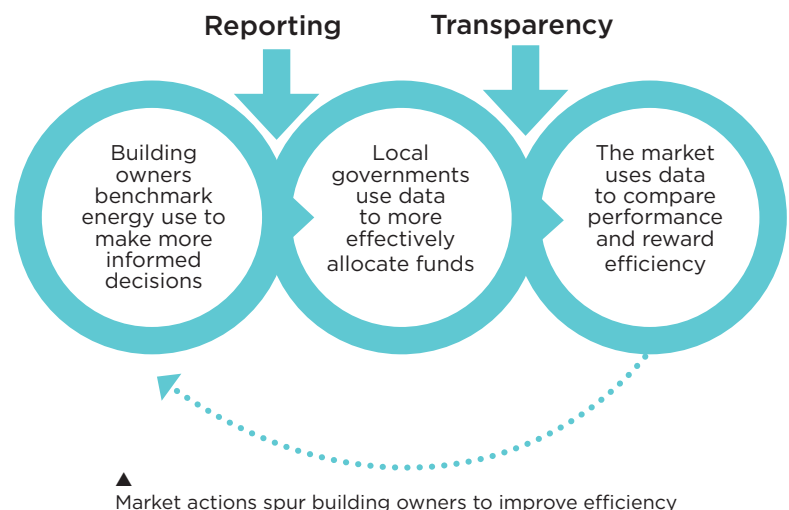 Reporting
Transparency
Building
owners
benchmark
energy use to
make more
informed
decisions
Local
governments
use data
to more
effectively
allocate funds
The market
uses data
to compare
performance
and reward
efficiency
Market actions spur building owners to improve efficiency